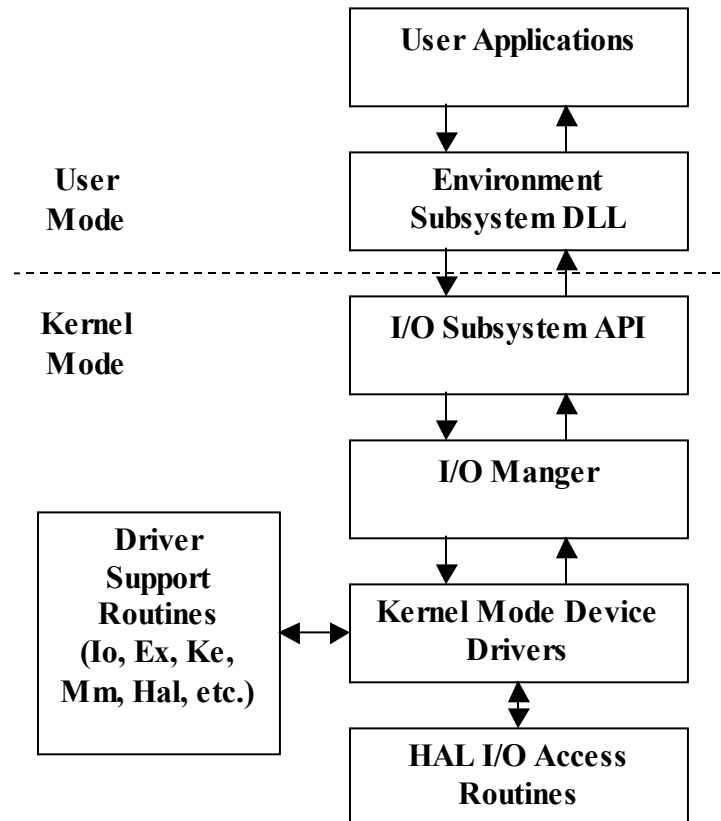 User Applications
User
Mode
Environment
Subsystem DLL
Kernel
Mode
I/O Subsystem API
I/O Manger
Driver
Support
Routines
(Io, Ex, Ke,
Mm, Hal, etc.)
Kernel Mode Device
Drivers
HAL I/O Access
Routines